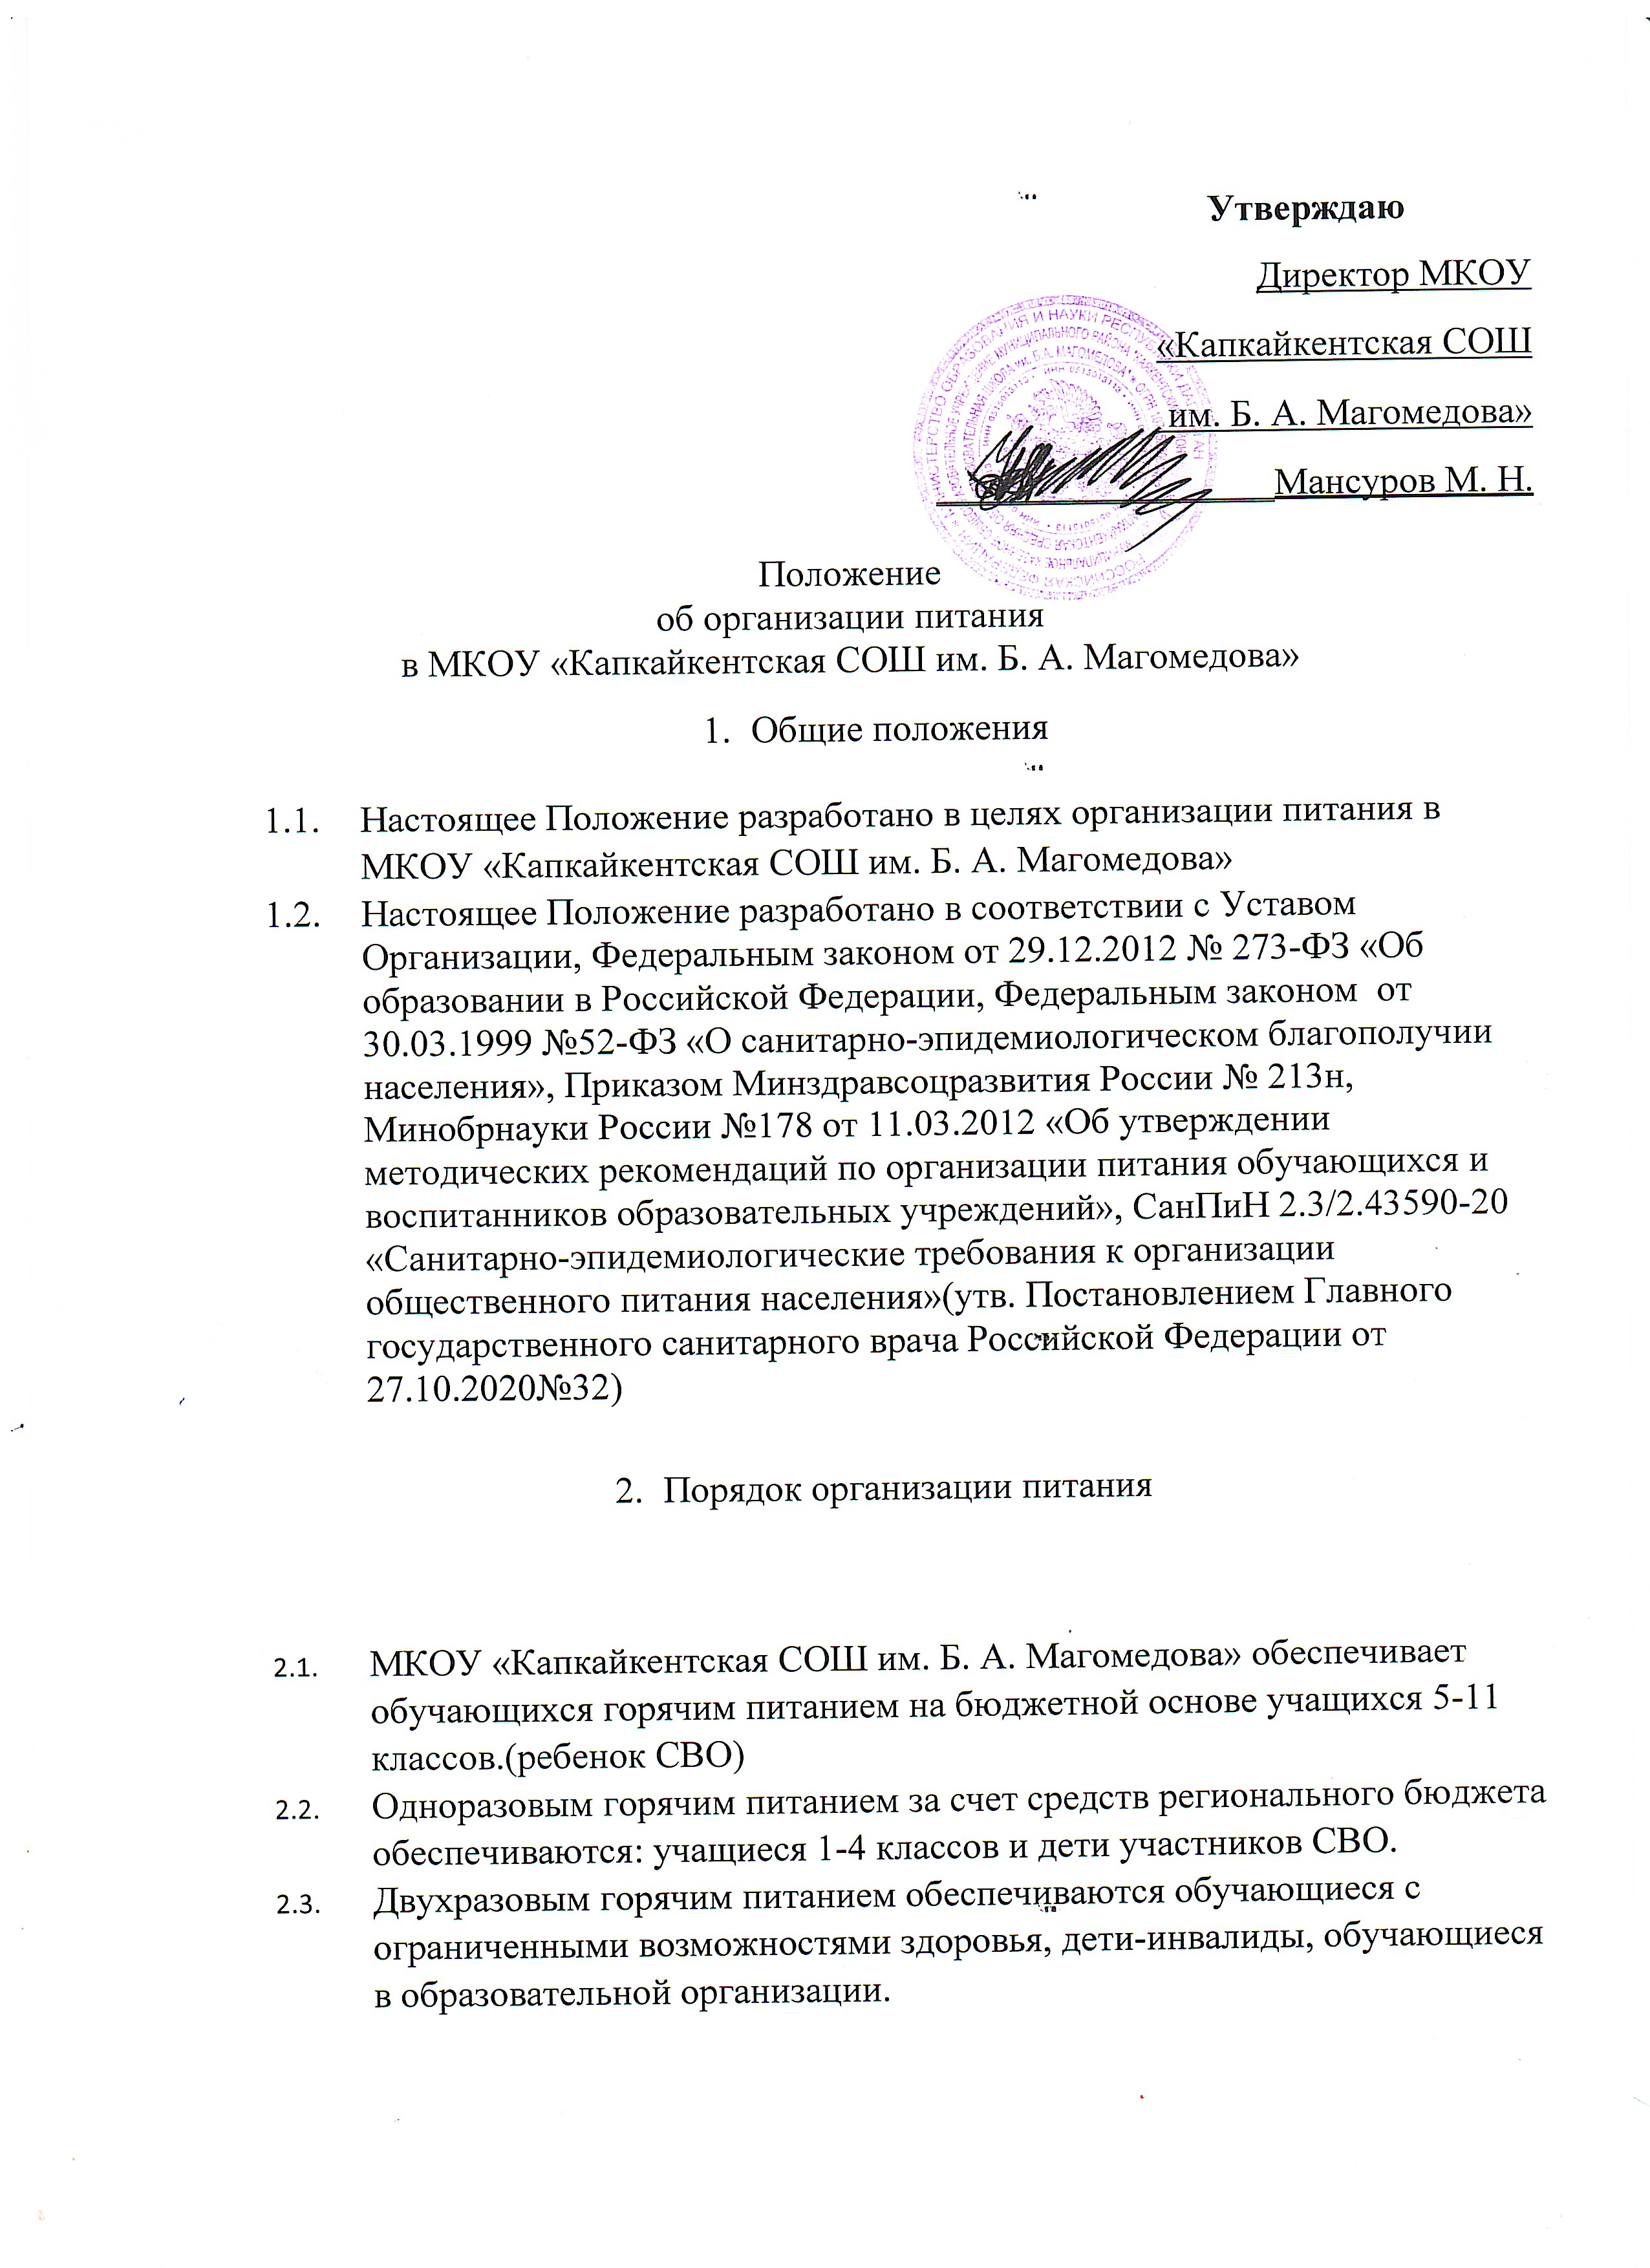 Утверждаю
Директор МКОУ
«Капкайкентская СОШ
им. Б. А. Магомедова»
Мансуров М. Н.
Положение
об организации питания
в МКОУ «Капкайкентская СОШ им. Б. А. Магомедова»
1. Общие положения
1.1. Настоящее Положение разработано в целях организации питания в
МКОУ «Капкайкентская СОШ им. Б. А. Магомедова»
1.2. Настоящее Положение разработано в соответствии с Уставом
Организации, Федеральным законом от 29.12.2012 № 273-ФЗ «Об
образовании в Российской Федерации, Федеральным законом от
30.03.1999 №52-ФЗ «О санитарно-эпидемиологическом благополучии
населения», Приказом Минздравсоцразвития России № 213н,
Минобрнауки России №178 от 11.03.2012 «Об утверждении
методических рекомендаций по организации питания обучающихся и
воспитанников образовательных учреждений», СанПиН 2.3/2.43590-20
«Санитарно-эпидемиологические требования к организации
общественного питания населения»(утв. Постановлением Главного
государственного санитарного врача Российской Федерации от
27.10.2020№32)
2. Порядок организации питания
2.1. МКОУ «Капкайкентская СОШ им. Б. А. Магомедова» обеспечивает
обучающихся горячим питанием на бюджетной основе учащихся 5-11
классов.(ребенок СВО)
2.2. Одноразовым горячим питанием за счет средств регионального бюджета
обеспечиваются: учащиеся 1-4 классов и дети участников СВО.
2.3. Двухразовым горячим питанием обеспечиваются обучающиеся с
ограниченными возможностями здоровья, дети-инвалиды, обучающиеся
в образовательной организации.